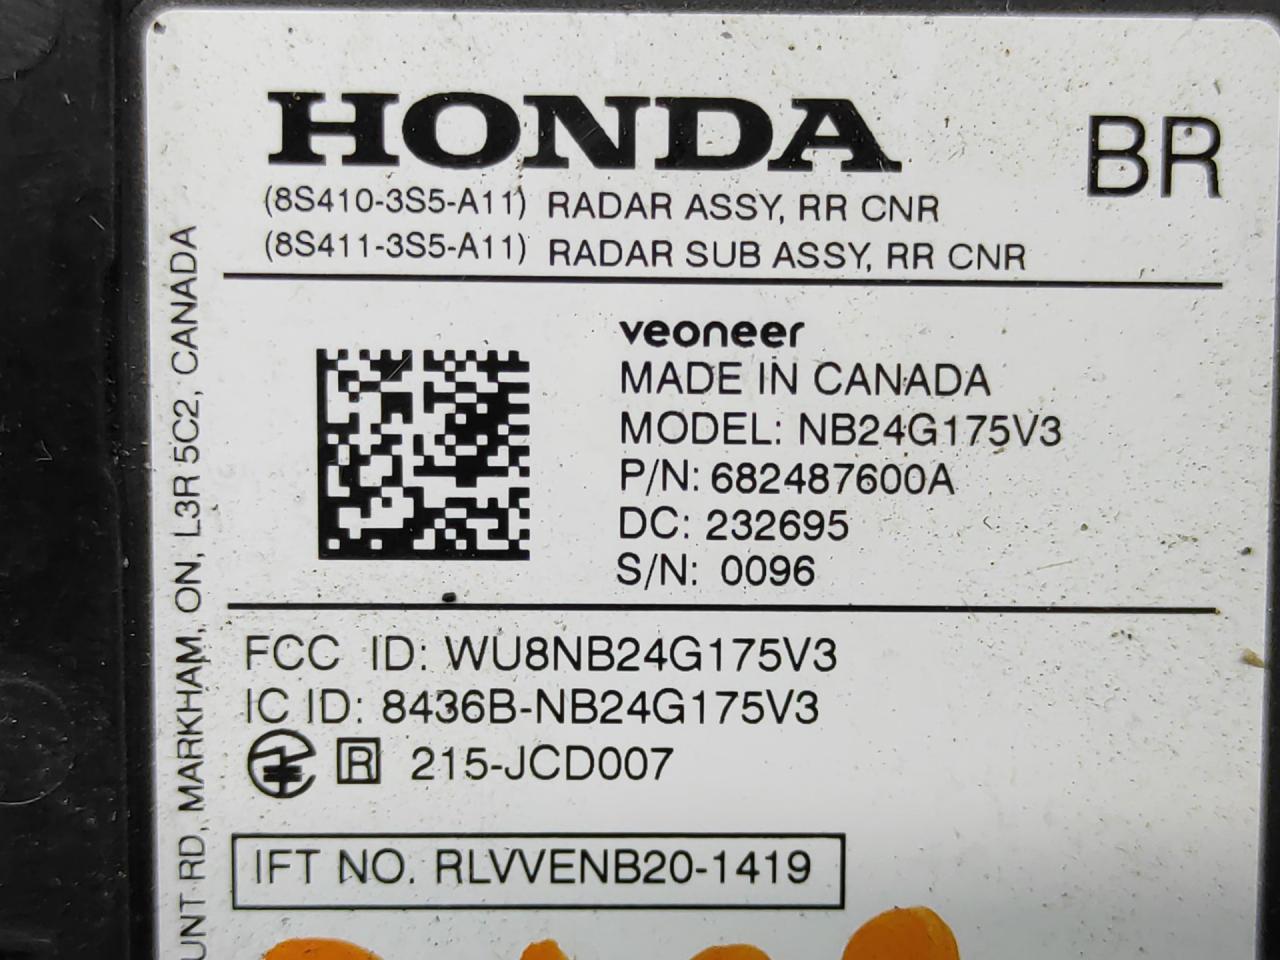 HONDA
BR
(8S410-3S5-A11) RADAR ASSY, RR CNR
(8S411-3S5-A11) RADAR SUB ASSY, RR CNR
veoneer
MADE IN CANADA
MODEL: NB24G175V3
P/N: 682487600A
DC: 232695
S/N: 0096
FCC ID: WU8NB24G175V3
IC ID: 8436B-NB24G175V3
R 215-JCD007
IFT NO. RLVVENB20-1419
RD, MARKHAM, ON, L3R 5C2, CANADA